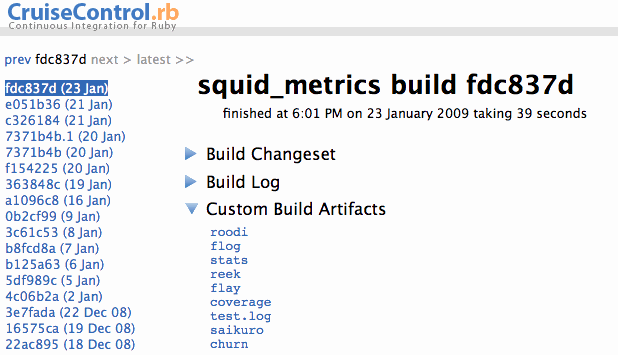 CruiseControl.rb
Continuous Integration for Ruby
prev fdc837d next > latest >>
fdc837d (23 Jan)
e051b36 (21 Jan)
c326184 (21 Jan)
7371b4b.1 (20 Jan)
7371b4b (20 Jan)
f154225 (20 Jan)
363848c (19 Jan)
a1096c8 (16 Jan)
0b2cf99 (9 Jan)
3c61c53 (8 Jan)
b8fcd8a (7 Jan)
b125a63 (6 Jan)
5df989c (5 Jan)
4c06b2a (2 Jan)
3e7fada (22 Dec 08)
16575ca (19 Dec 08)
22ac895 (18 Dec 08)
squid_metrics build fdc837d
finished at 6:01 PM on 23 January 2009 taking 39 seconds
Build Changeset
Build Log
Custom Build Artifacts
roodi
flog
stats
reek
flay
coverage
test.log
saikuro
churn